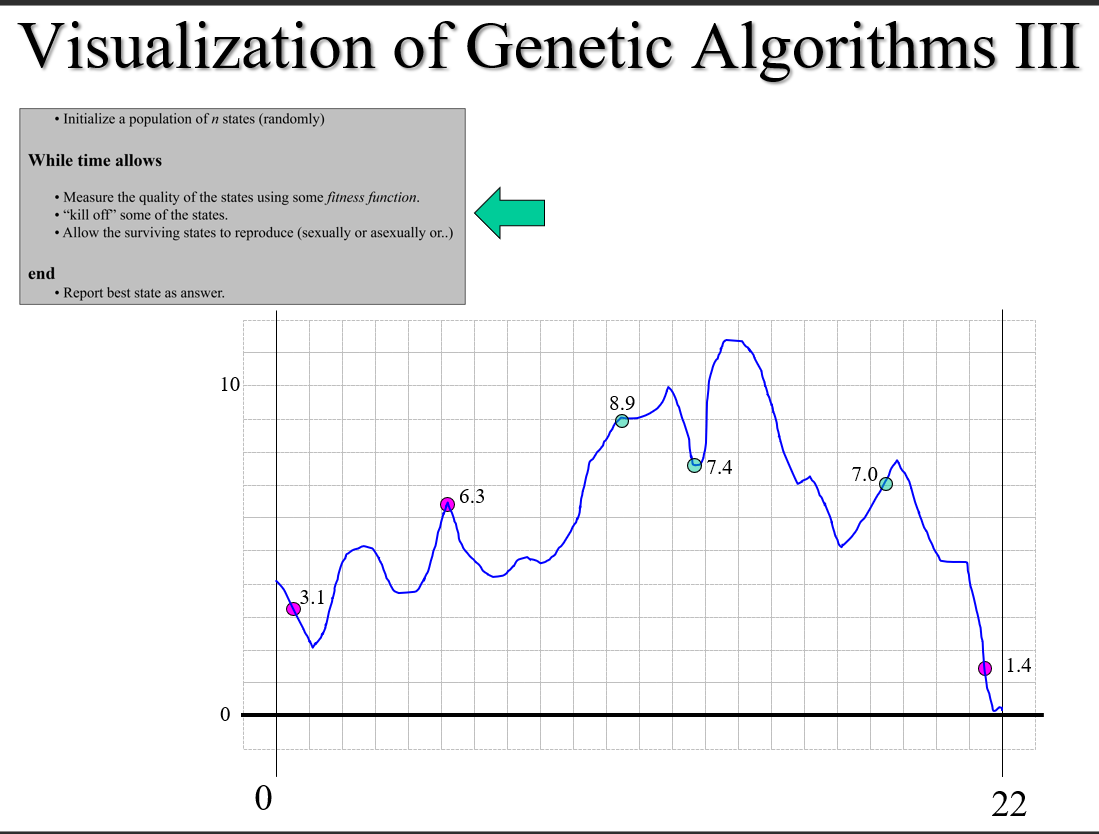 Visualization of Genetic Algorithms III
• Initialize a population of n states (randomly)
While time allows
• Measure the quality of the states using some fitness function.
• “kill off” some of the states.
• Allow the surviving states to reproduce (sexually or asexually or..)
end
• Report best state as answer.
10
8.9
7.4
7.0
6.3
3.1
1.4
0
0
22